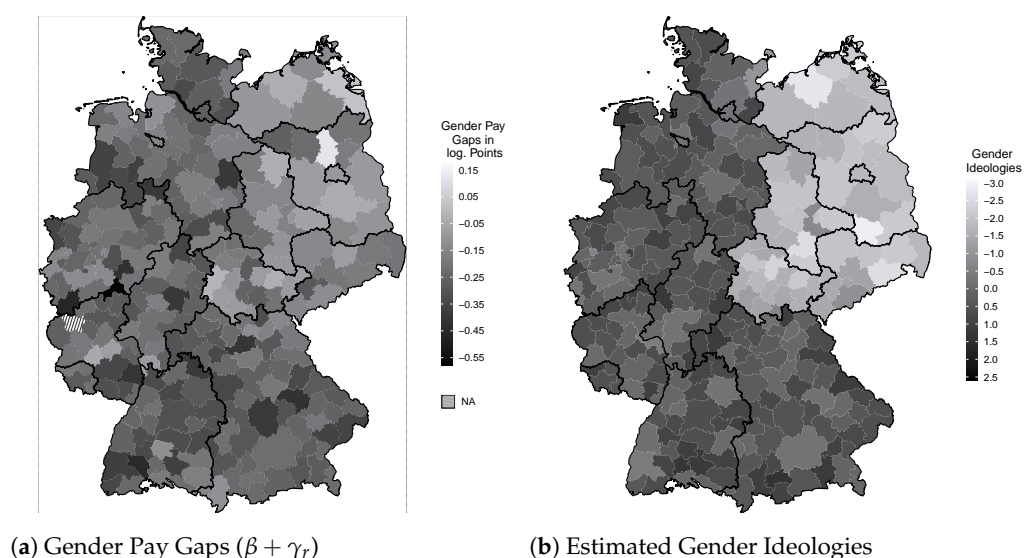 Gender Pay
Gaps in
log. Points
0.15
0.05
−0.05
−0.15
−0.25
−0.35
−0.45
−0.55
NA
Gender
Ideologies
−3.0
−2.5
−2.0
−1.5
−1.0
−0.5
0.0
0.5
1.0
1.5
2.0
2.5
(a) Gender Pay Gaps (β + γr)
(b) Estimated Gender Ideologies